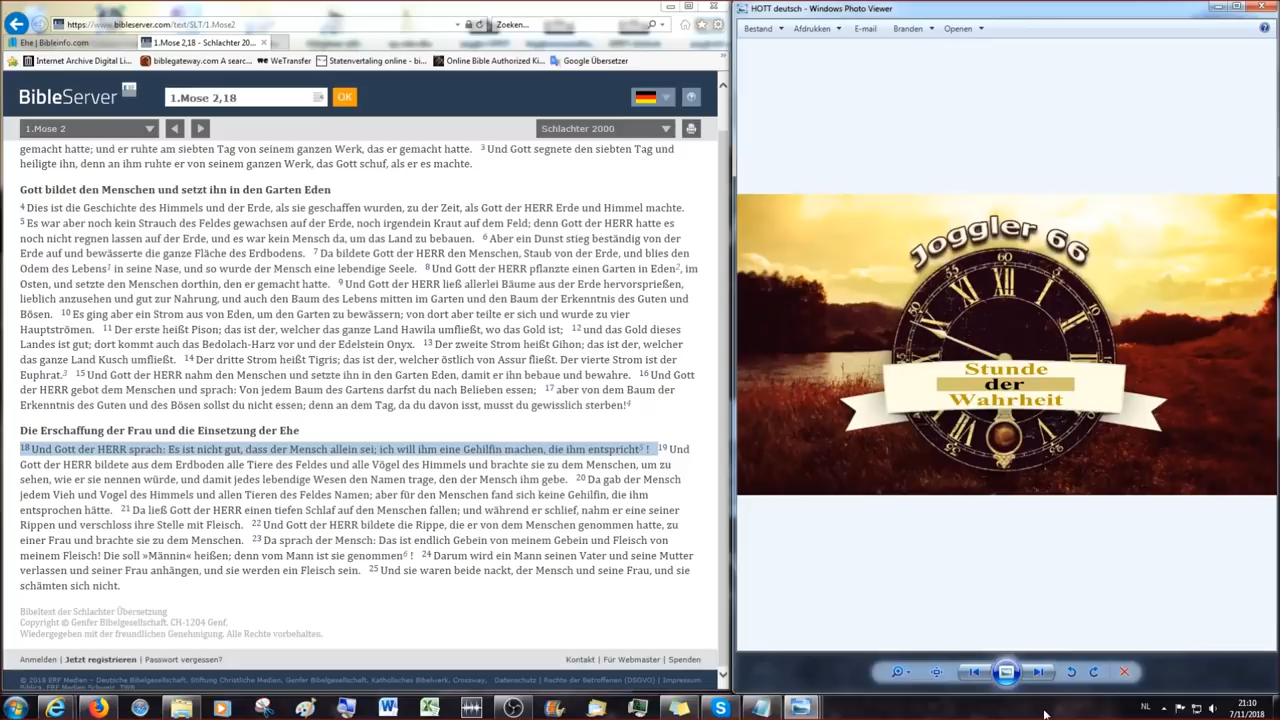 https://www.bibleserver.com/text/SLT/1.Mose2
Zoeken...
Ehe | Bibleinfo.com
1.Mose 2,18 - Schlachter 20...
Internet Archive Digital Li...
biblegateway.com A searc...
WeTransfer
Statenvertaling online - bi...
Online Bible Authorized Ki...
Google Übersetzer
BibleServer
1.Mose 2,18
OK
1.Mose 2
Schlachter 2000
gemacht hatte; und er ruhte am siebten Tag von seinem ganzen Werk, das er gemacht hatte. 3 Und Gott segnete den siebten Tag und
heiligte ihn, denn an ihm ruhte er von seinem ganzen Werk, das Gott schuf, als er es machte.
Gott bildet den Menschen und setzt ihn in den Garten Eden
4 Dies ist die Geschichte des Himmels und der Erde, als sie geschaffen wurden, zu der Zeit, als Gott der HERR Erde und Himmel machte.
5 Es war aber noch kein Strauch des Feldes gewachsen auf der Erde, noch irgendein Kraut auf dem Feld; denn Gott der HERR hatte es
noch nicht regnen lassen auf der Erde, und es war kein Mensch da, um das Land zu bebauen. 6 Aber ein Dunst stieg beständig von der
Erde auf und bewässerte die ganze Fläche des Erdbodens. 7 Da bildete Gott der HERR den Menschen, Staub von der Erde, und blies den
Odem des Lebens1 in seine Nase, und so wurde der Mensch eine lebendige Seele. 8 Und Gott der HERR pflanzte einen Garten in Eden2, im
Osten, und setzte den Menschen dorthin, den er gemacht hatte. 9 Und Gott der HERR ließ allerlei Bäume aus der Erde hervorsprießen,
lieblich anzusehen und gut zur Nahrung, und auch den Baum des Lebens mitten im Garten und den Baum der Erkenntnis des Guten und des
Bösen. 10 Es ging aber ein Strom aus von Eden, um den Garten zu bewässern; von dort aber teilte er sich und wurde zu vier
Hauptströmen. 11 Der erste heißt Pison; das ist der, welcher das ganze Land Hawila umfließt, wo das Gold ist; 12 und das Gold dieses
Landes ist gut; dort kommt auch das Bedolach-Harz vor und der Edelstein Onyx. 13 Der zweite Strom heißt Gihon; das ist der, welcher
das ganze Land Kusch umfließt. 14 Der dritte Strom heißt Tigris; das ist der, welcher östlich von Assur fließt. Der vierte Strom ist der
Euphrat.3 15 Und Gott der HERR nahm den Menschen und setzte ihn in den Garten Eden, damit er ihn bebaue und bewahre. 16 Und Gott
der HERR gebot dem Menschen und sprach: Von jedem Baum des Gartens darfst du nach Belieben essen; 17 aber von dem Baum der
Erkenntnis des Guten und des Bösen sollst du nicht essen; denn an dem Tag, da du davon isst, musst du gewisslich sterben!4
Die Erschaffung der Frau und die Einsetzung der Ehe
18 Und Gott der HERR sprach: Es ist nicht gut, dass der Mensch allein sei; ich will ihm eine Gehilfin machen, die ihm entspricht5 ! 19 Und
Gott der HERR bildete aus dem Erdboden alle Tiere des Feldes und alle Vögel des Himmels und brachte sie zu dem Menschen, um zu
sehen, wie er sie nennen würde, und damit jedes lebendige Wesen den Namen trage, den der Mensch ihm gebe. 20 Da gab der Mensch
jedem Vieh und Vogel des Himmels und allen Tieren des Feldes Namen; aber für den Menschen fand sich keine Gehilfin, die ihm
entsprochen hätte. 21 Da ließ Gott der HERR einen tiefen Schlaf auf den Menschen fallen; und während er schlief, nahm er eine seiner
Rippen und verschloss ihre Stelle mit Fleisch. 22 Und Gott der HERR bildete die Rippe, die er von dem Menschen genommen hatte, zu
einer Frau und brachte sie zu dem Menschen. 23 Da sprach der Mensch: Das ist endlich Gebein von meinem Gebein und Fleisch von
meinem Fleisch! Die soll »Männin« heißen; denn vom Mann ist sie genommen6 ! 24 Darum wird ein Mann seinen Vater und seine Mutter
verlassen und seiner Frau anhängen, und sie werden ein Fleisch sein. 25 Und sie waren beide nackt, der Mensch und seine Frau, und sie
schämten sich nicht.
Bibeltext der Schlachter Übersetzung
Copyright © Genfer Bibelgesellschaft, CH-1204 Genf,
Wiedergegeben mit der freundlichen Genehmigung. Alle Rechte vorbehalten.
Anmelden | Jetzt registrieren | Passwort vergessen?
Kontakt | Für Webmaster | Spenden
© 2018 ERF Medien – Deutsche Bibelgesellschaft, Stiftung Christliche Medien, Genfer Bibelgesellschaft, Katholisches Bibelwerk, Crossway,
Datenschutz | Rechte der Betroffenen (DSGVO) | Impressum
HOTT deutsch - Windows Photo Viewer
Bestand
Afdrukken
E-mail
Branden
Openen
Joggler 66
60
55
5
XII
I
Stunde
der
Wahrheit
NL
21:10
7/11/2018